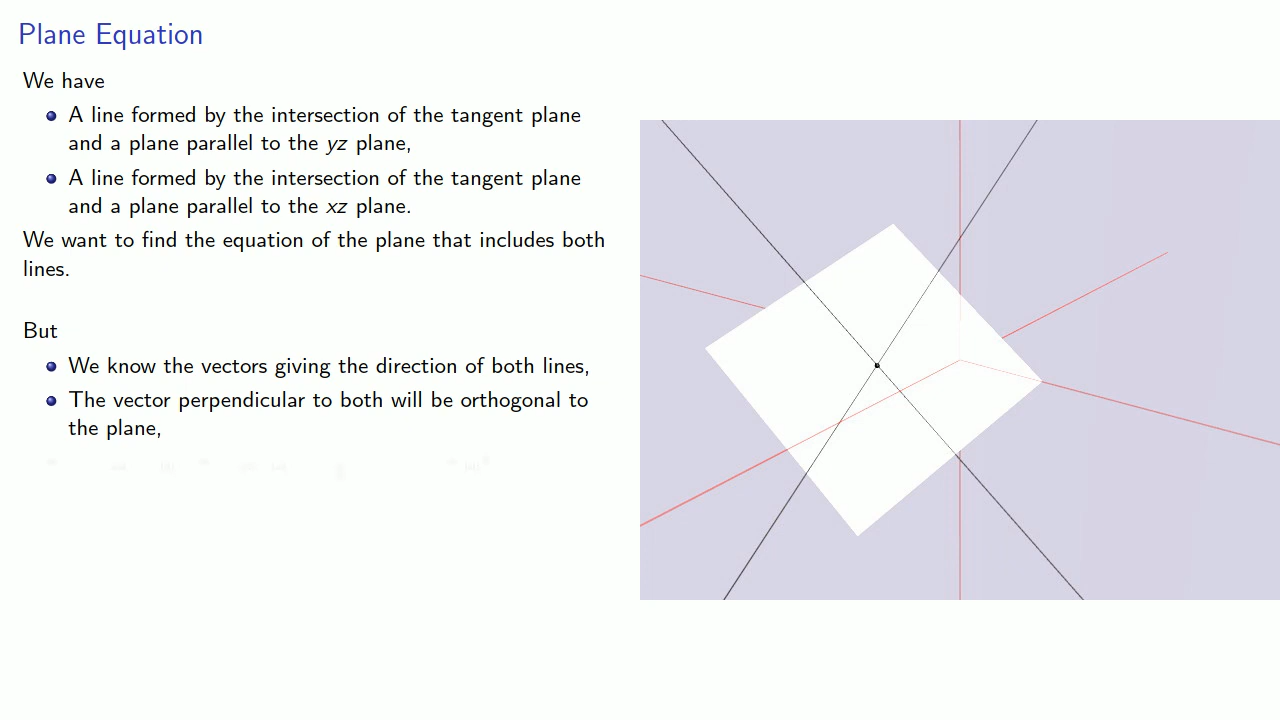 Plane Equation
We have
A line formed by the intersection of the tangent plane
and a plane parallel to the yz plane,
A line formed by the intersection of the tangent plane
and a plane parallel to the xz plane.
We want to find the equation of the plane that includes both
lines.
But
We know the vectors giving the direction of both lines,
The vector perpendicular to both will be orthogonal to
the plane,